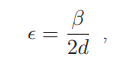 ϵ = β / 2d ,